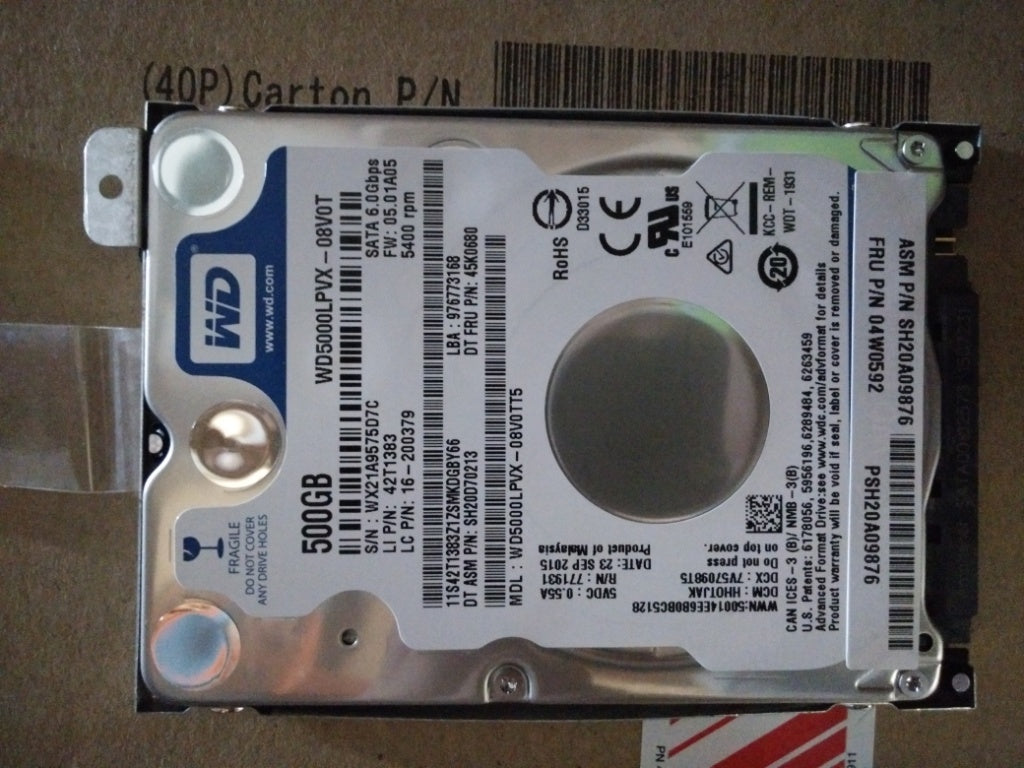 (40P) Carton P/N
WD
www.wd.com
FRAGILE
DO NOT COVER
ANY DRIVE HOLES
500GB
WD5000LPVX - 08V0T
S/N : WX21A9575D7C
LI P/N: 42T1383
LC P/N: 16-200379
SATA 6.0Gbps
FW: 05.01A05
5400 rpm
11S42T1383Z1ZSMKDGBY66
LBA : 976773168
DT ASM P/N: SH20D70213
DT FRU P/N: 45K0680
MDL : WD5000LPVX-08V0TT5
RoHS
D33015
CE
C
US
E101559
20
KCC-REM-
WDT-1931
WWN:50014EE6B0BC512B
DCM : HHOTJAK
DCX : 7V5709BT5
5VDC : 0.55A
R/N : 771931
DATE: 23 SEP 2015
Product of Malaysia
Do not press
on top cover.
CAN ICES-3 (B)/ NMB-3(B)
U.S. Patents: 6178056, 5956196,6289484, 6263459
Advanced Format Drive:see www.wdc.com/advformat for details
Product warranty will be void if seal, label or cover is removed or damaged.
ASM P/N SH20A09876
FRU P/N 04W0592
PSH20A09876